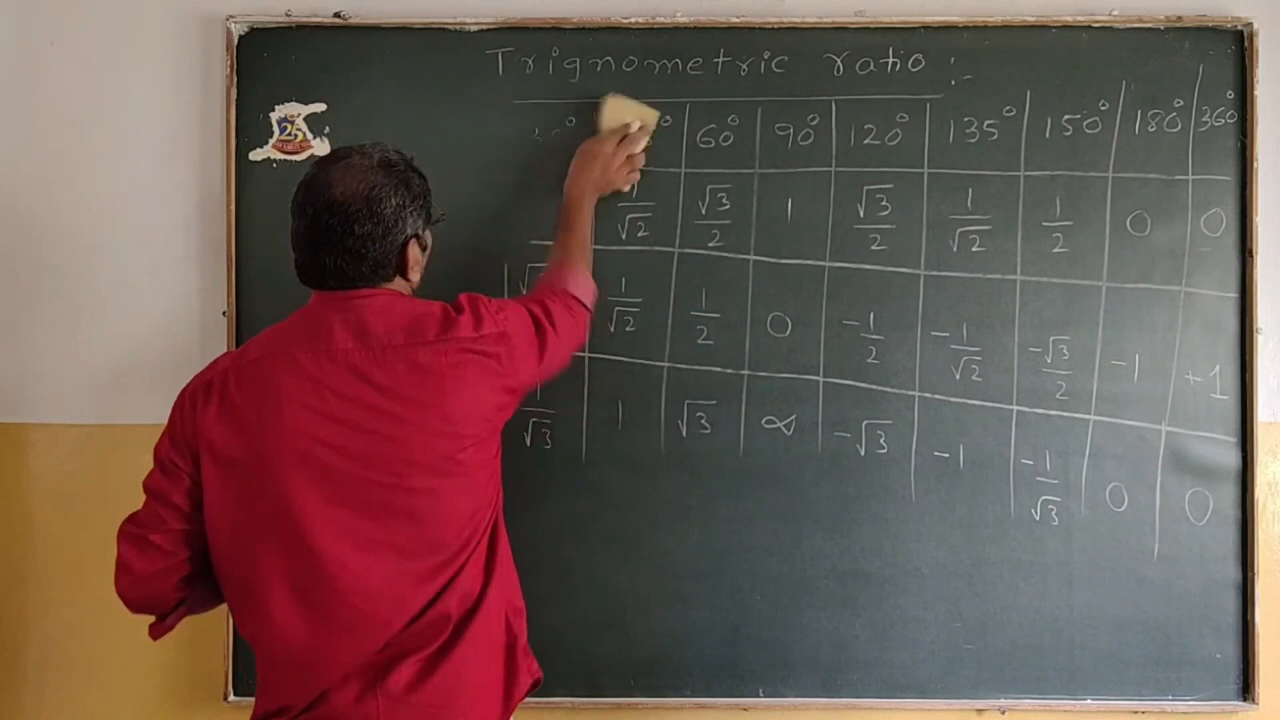 Trignometric ratio :-
60° 90° 120° 135° 150° 180° 360°
1/√2 √3/2 1 √3/2 1/√2 1/2 0 0
1/√2 1/2 0 -1/2 -1/√2 -√3/2 -1 +1
1/√3 1 √3 ∞ -√3 -1 -1/√3 0 0
25